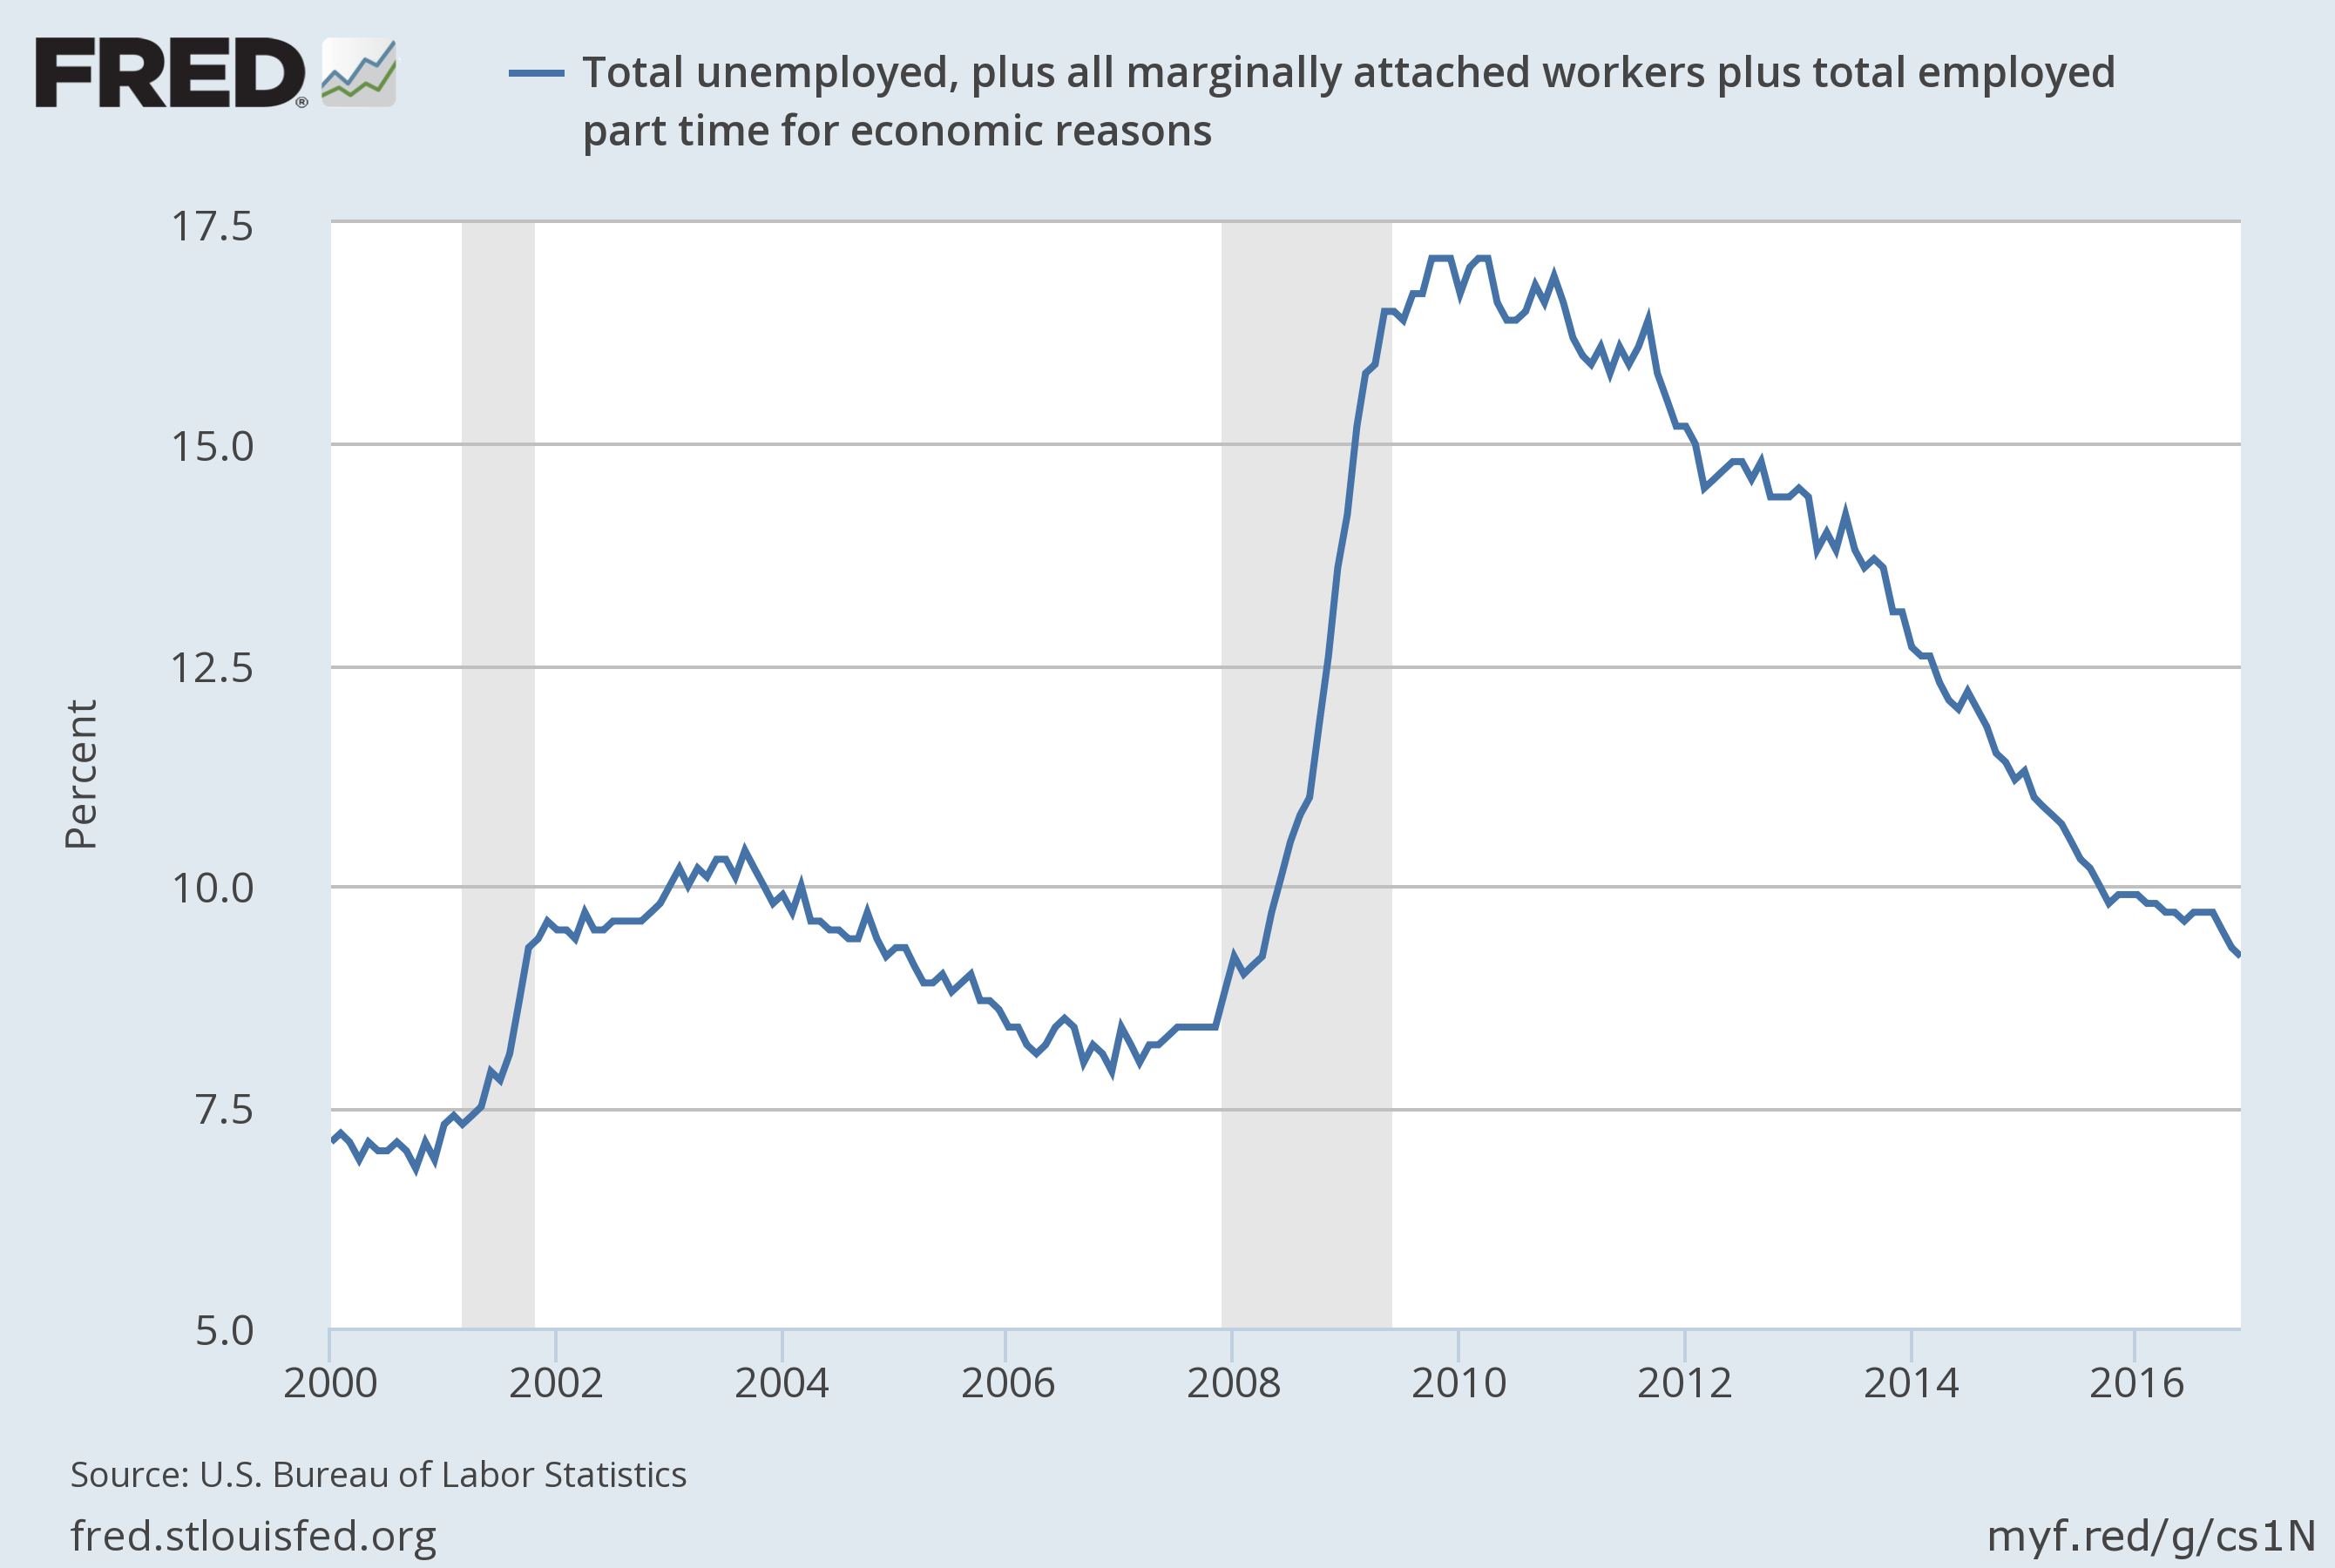 FRED®
Total unemployed, plus all marginally attached workers plus total employed
part time for economic reasons
17.5
15.0
12.5
10.0
7.5
5.0
Percent
2000 2002 2004 2006 2008 2010 2012 2014 2016
Source: U.S. Bureau of Labor Statistics
fred.stlouisfed.org
myf.red/g/cs1N